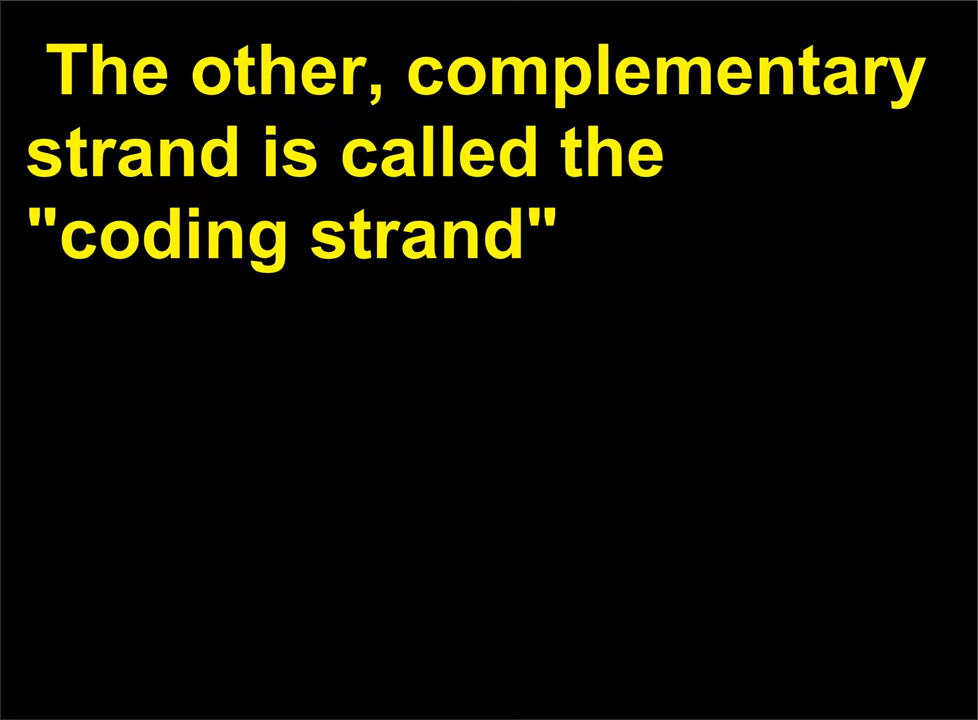 The other, complementary
strand is called the
"coding strand"